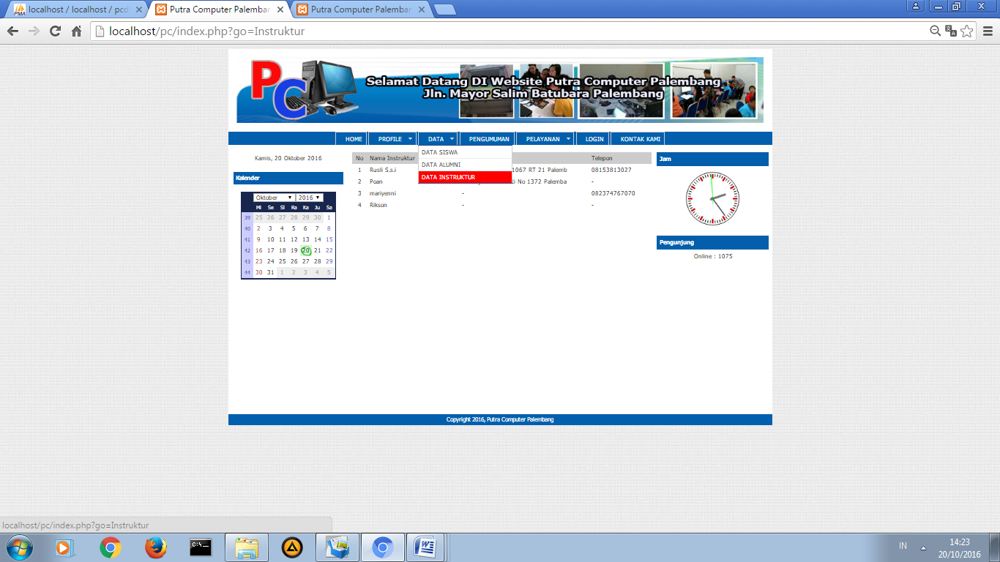 localhost / localhost / pcd
Putra Computer Palemban
Putra Computer Palemban
localhost/pc/index.php?go=Instruktur
PC
Selamat Datang DI Website Putra Computer Palembang
Jln. Mayor Salim Batubara Palembang
HOME PROFILE DATA PENGUMUMAN PELAYANAN LOGIN KONTAK KAMI
DATA SISWA
DATA ALUMNI
DATA INSTRUKTUR
Kamis, 20 Oktober 2016
Kalender
Oktober 2016
Mi Se Sl Ra Ka Ju Sa
39 25 26 27 28 29 30 1
40 2 3 4 5 6 7 8
41 9 10 11 12 13 14 15
42 16 17 18 19 20 21 22
43 23 24 25 26 27 28 29
44 30 31 1 2 3 4 5
No Nama Instruktur Telepon
1 Rusli S.s.i 1067 RT 21 Palemb 08153813027
2 Poan ti No 1372 Palemba -
3 mariyenni - 082374767070
4 Rikson - -
Jam
Pengunjung
Online : 1075
Copyright 2016, Putra Computer Palembang
localhost/pc/index.php?go=Instruktur
IN
14:23
20/10/2016